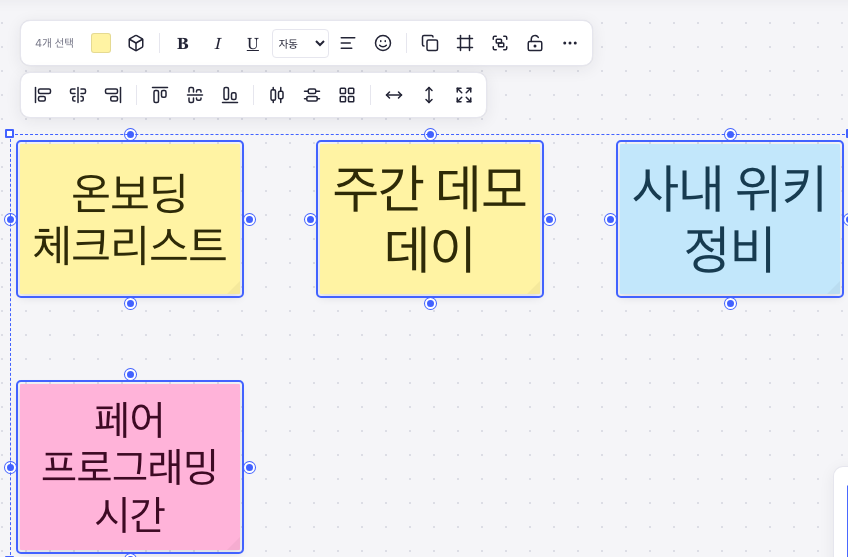 4개 선택
B I U 자동
온보딩
체크리스트
주간 데모
데이
사내 위키
정비
페어
프로그래밍
시간